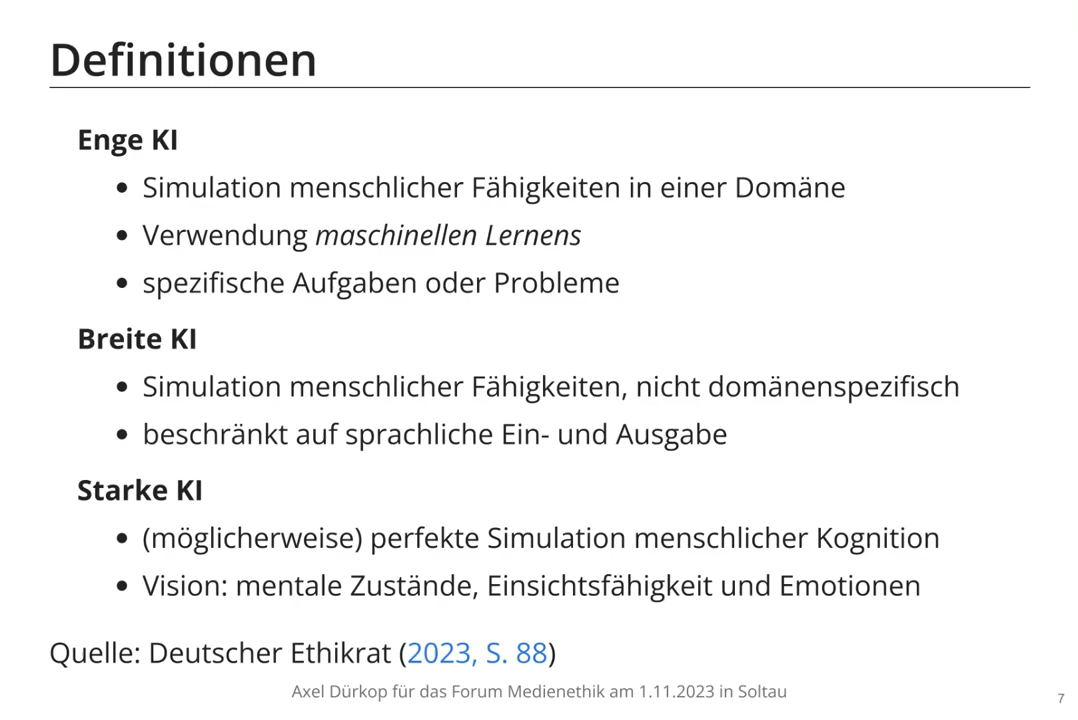 Definitionen
Enge KI
• Simulation menschlicher Fähigkeiten in einer Domäne
• Verwendung maschinellen Lernens
• spezifische Aufgaben oder Probleme
Breite KI
• Simulation menschlicher Fähigkeiten, nicht domänenspezifisch
• beschränkt auf sprachliche Ein- und Ausgabe
Starke KI
• (möglicherweise) perfekte Simulation menschlicher Kognition
• Vision: mentale Zustände, Einsichtsfähigkeit und Emotionen
Quelle: Deutscher Ethikrat (2023, S. 88)
Axel Dürkop für das Forum Medienethik am 1.11.2023 in Soltau
7